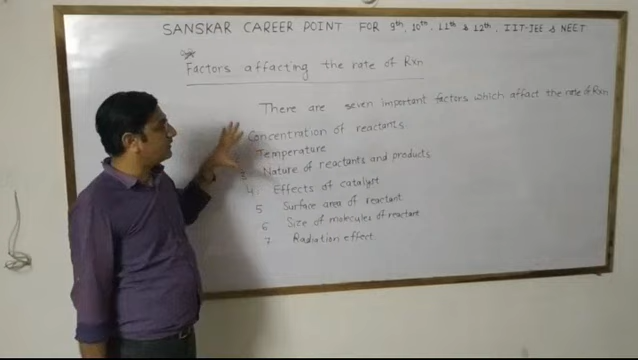 SANSKAR CAREER POINT FOR 9th, 10th, 11th & 12th, IIT-JEE & NEET
Factors affacting the rate of Rxn
There are seven important factors which affact the rate of Rxn
Concentration of reactants.
Temperature
3 Nature of reactants and products
4. Effects of catalyst
5 Surface area of reactant
6 Size of molecules of reactant
7 Radiation effect